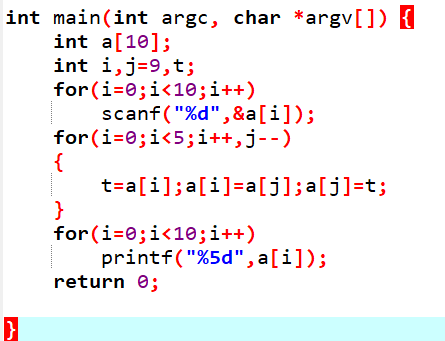 int main(int argc, char *argv[]) {
int a[10];
int i,j=9,t;
for(i=0;i<10;i++)
scanf("%d",&a[i]);
for(i=0;i<5;i++,j--)
{
t=a[i];a[i]=a[j];a[j]=t;
}
for(i=0;i<10;i++)
printf("%5d",a[i]);
return 0;
}